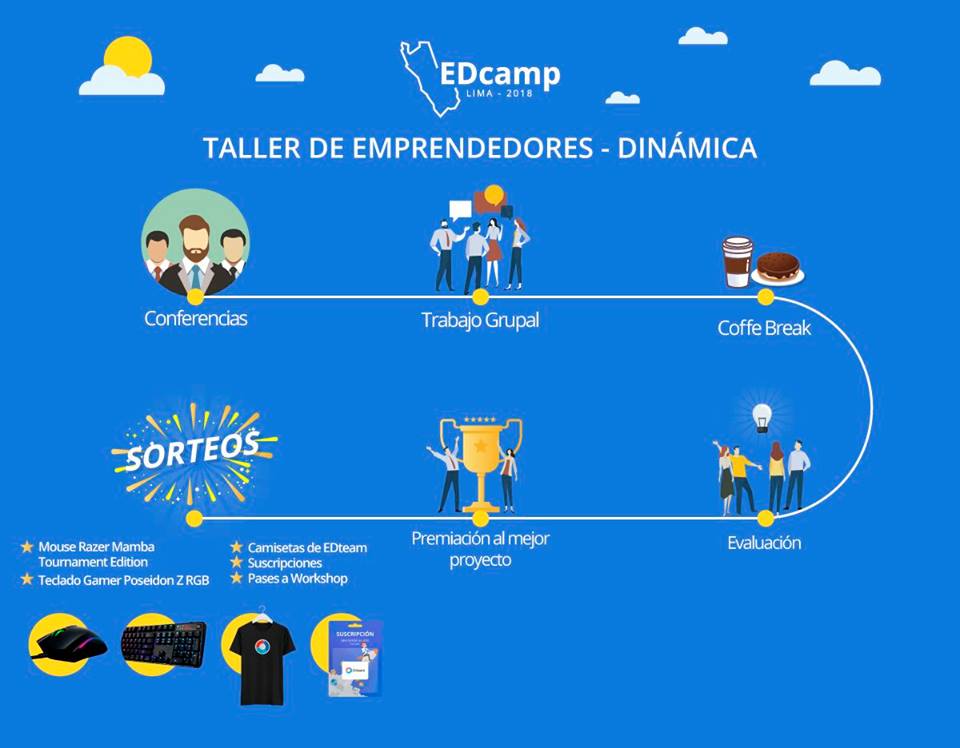 EDcamp
LIMA - 2018
TALLER DE EMPRENDEDORES - DINÁMICA
Conferencias
Trabajo Grupal
Coffe Break
SORTEOS
Premiación al mejor
proyecto
Evaluación
Mouse Razer Mamba
Tournament Edition
Teclado Gamer Poseidon Z RGB
Camisetas de EDteam
Suscripciones
Pases a Workshop
SUSCRIPCIÓN
EDteam